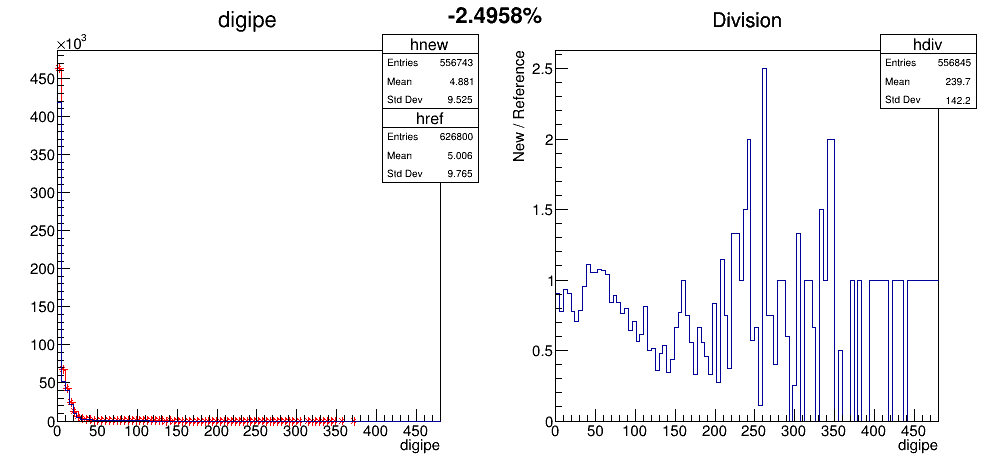 -2.4958%
digipe
×10³
hnew
Entries 556743
Mean 4.881
Std Dev 9.525
href
Entries 626800
Mean 5.006
Std Dev 9.765
450
400
350
300
250
200
150
100
50
0
0 50 100 150 200 250 300 350 400 450
digipe
Division
hdiv
Entries 556845
Mean 239.7
Std Dev 142.2
New / Reference
2.5
2
1.5
1
0.5
0
0 50 100 150 200 250 300 350 400 450
digipe